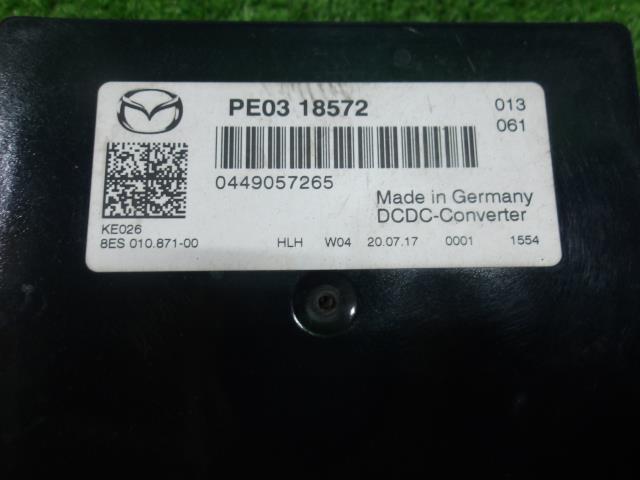 PE03 18572
013
061
0449057265
Made in Germany
DCDC-Converter
KE026
8ES 010.871-00 HLH W04 20.07.17 0001 1554